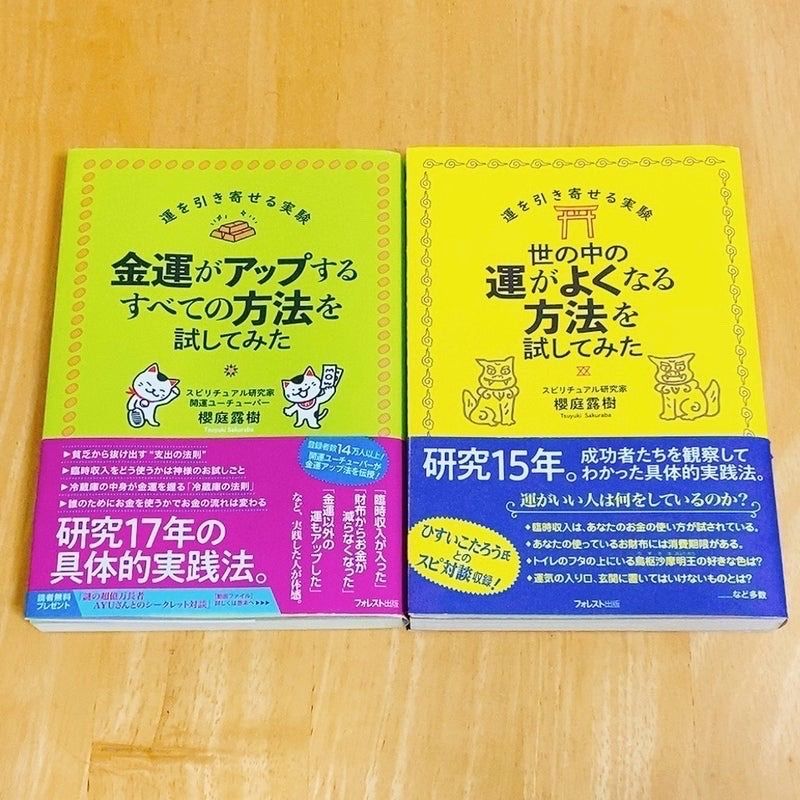 運を引き寄せる実験
金運がアップする
すべての方法を
試してみた
スピリチュアル研究家
開運ユーチューバー
櫻庭露樹
Tsuyuki Sakuraba
▶貧乏から抜け出す“支出の法則”
▶臨時収入をどう使うかは神様のお試しごと
▶冷蔵庫の中身が金運を握る「冷蔵庫の法則」
▶誰のためにお金を使うかでお金の流れは変わる
登録者数14万人以上!
開運ユーチューバーが
金運アップ法を伝授!
研究17年の
具体的実践法。
「臨時収入が入った」
「財布からお金が
減らなくなった」
「金運以外の
運もアップした」
など、実践した人が体感。
読者無料
プレゼント
「謎の超億万長者
AYUさんとのシークレット対談」
[動画ファイル]
詳しくは巻末へ>>>
フォレスト出版
運を引き寄せる実験
世の中の
運がよくなる
方法を
試してみた
スピリチュアル研究家
櫻庭露樹
Tsuyuki Sakuraba
研究15年。
成功者たちを観察して
わかった具体的実践法。
運がいい人は何をしているのか?
ひすいこたろう氏
との
スピ対談収録!
・臨時収入は、あなたのお金の使い方が試されている。
・あなたの使っているお財布には消費期限がある。
・トイレのフタの上にいる烏枢沙摩明王の好きな色は?
・運気の入り口、玄関に置いてはいけないものとは?
――など多数
フォレスト出版